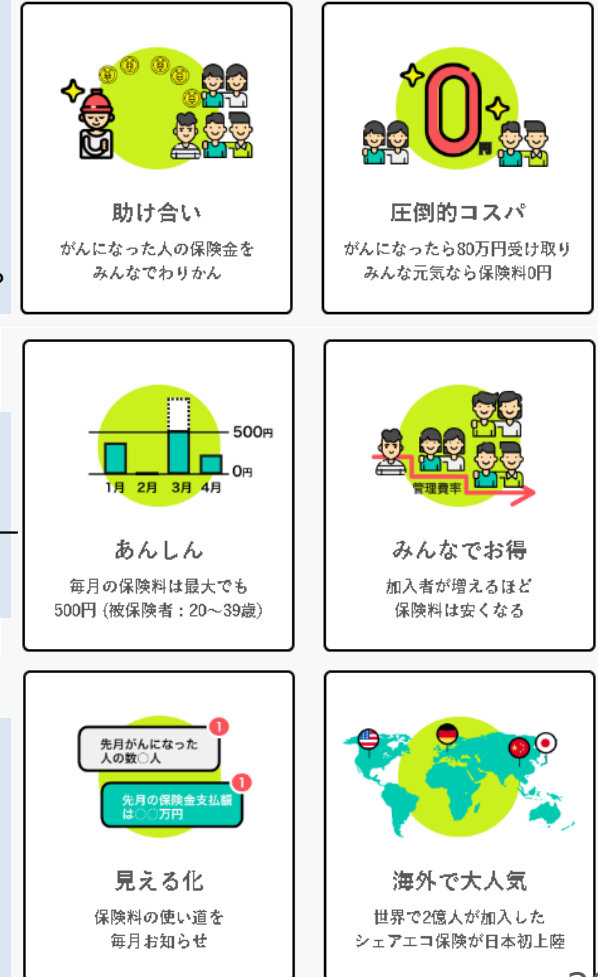 0円
助け合い
がんになった人の保険金を
みんなでわりかん
圧倒的コスパ
がんになったら80万円受け取り
みんな元気なら保険料0円
500円
0円
1月 2月 3月 4月
あんしん
毎月の保険料は最大でも
500円 (被保険者：20～39歳)
管理費率
みんなでお得
加入者が増えるほど
保険料は安くなる
1
先月がんになった
人の数○人
1
先月の保険金支払額
は○○万円
見える化
保険料の使い道を
毎月お知らせ
海外で大人気
世界で2億人が加入した
シェアエコ保険が日本初上陸